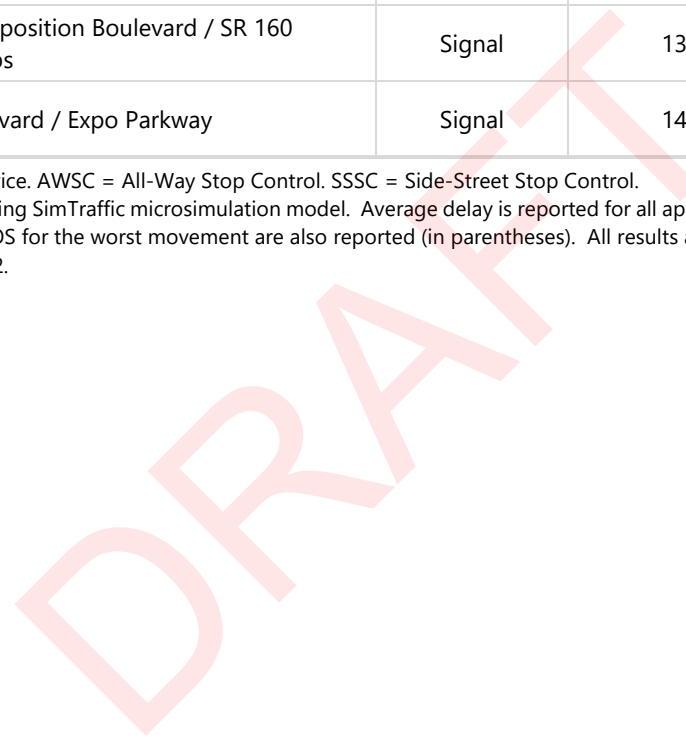 position Boulevard / SR 160
os
Signal
13
vard / Expo Parkway
Signal
14
ice. AWSC = All-Way Stop Control. SSSC = Side-Street Stop Control.
ing SimTraffic microsimulation model.  Average delay is reported for all ap
OS for the worst movement are also reported (in parentheses).  All results a
2.
DRAFT